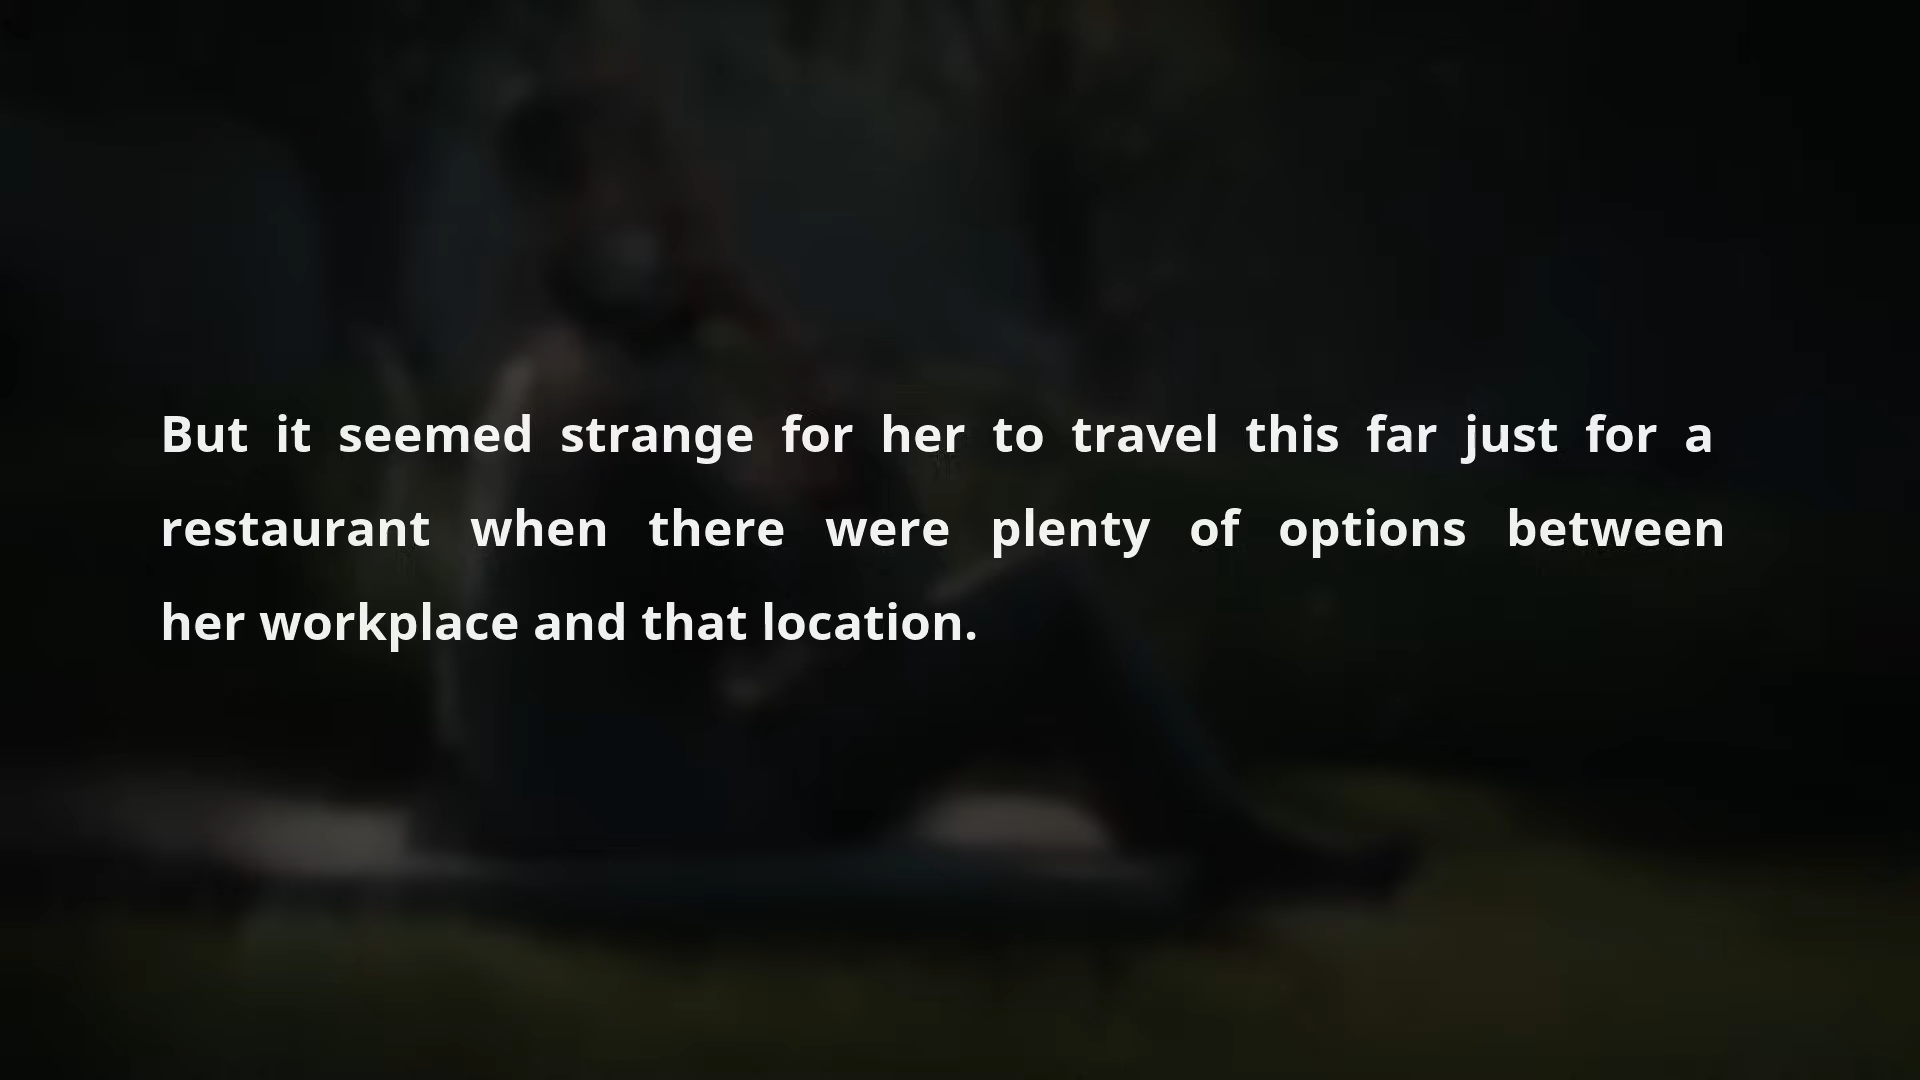 But it seemed strange for her to travel this far just for a
restaurant when there were plenty of options between
her workplace and that location.